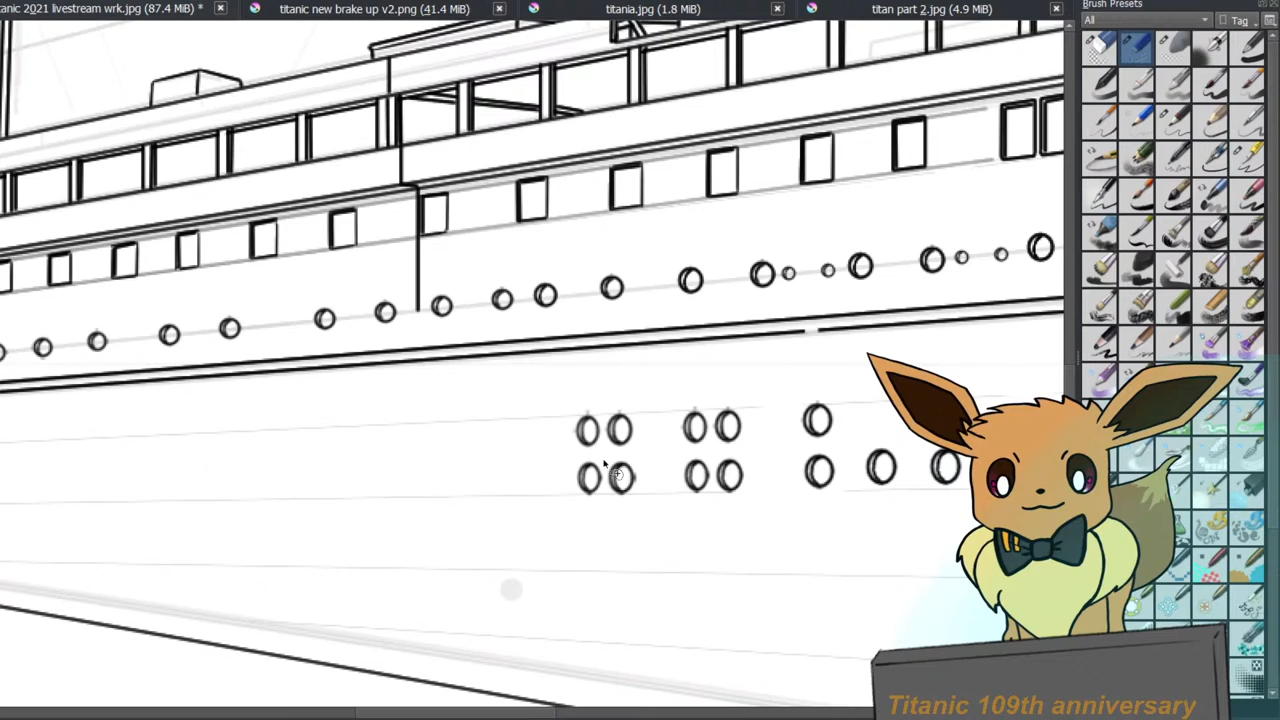 tanic 2021 livestream wrk.jpg (87.4 MiB) *
titanic new brake up v2.png (41.4 MiB)
titania.jpg (1.8 MiB)
titan part 2.jpg (4.9 MiB)
Brush Presets
All
Tag
Titanic 109th anniversary